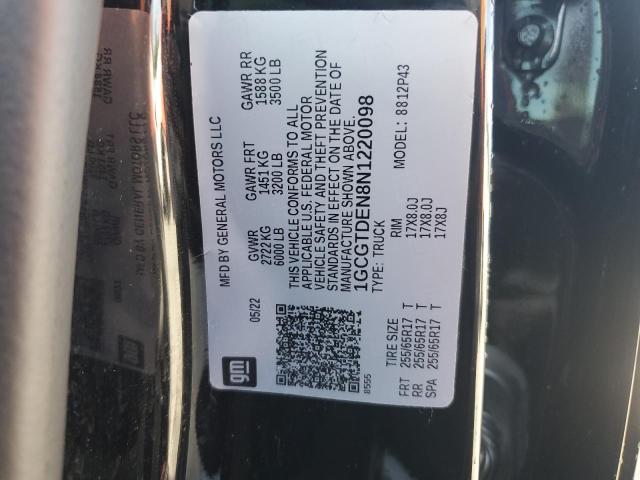 gm
05/22
MFD BY GENERAL MOTORS LLC
GVWR
2722 KG
6000 LB
GAWR FRT
1451 KG
3200 LB
GAWR RR
1588 KG
3500 LB
THIS VEHICLE CONFORMS TO ALL
APPLICABLE U.S. FEDERAL MOTOR
VEHICLE SAFETY AND THEFT PREVENTION
STANDARDS IN EFFECT ON THE DATE OF
MANUFACTURE SHOWN ABOVE.
1GCGTDEN8N1220098
TYPE: TRUCK
MODEL: 8812P43
8555
TIRE SIZE RIM
FRT 255/65R17 T 17X8.0J
RR 255/65R17 T 17X8.0J
SPA 255/65R17 T 17X8J